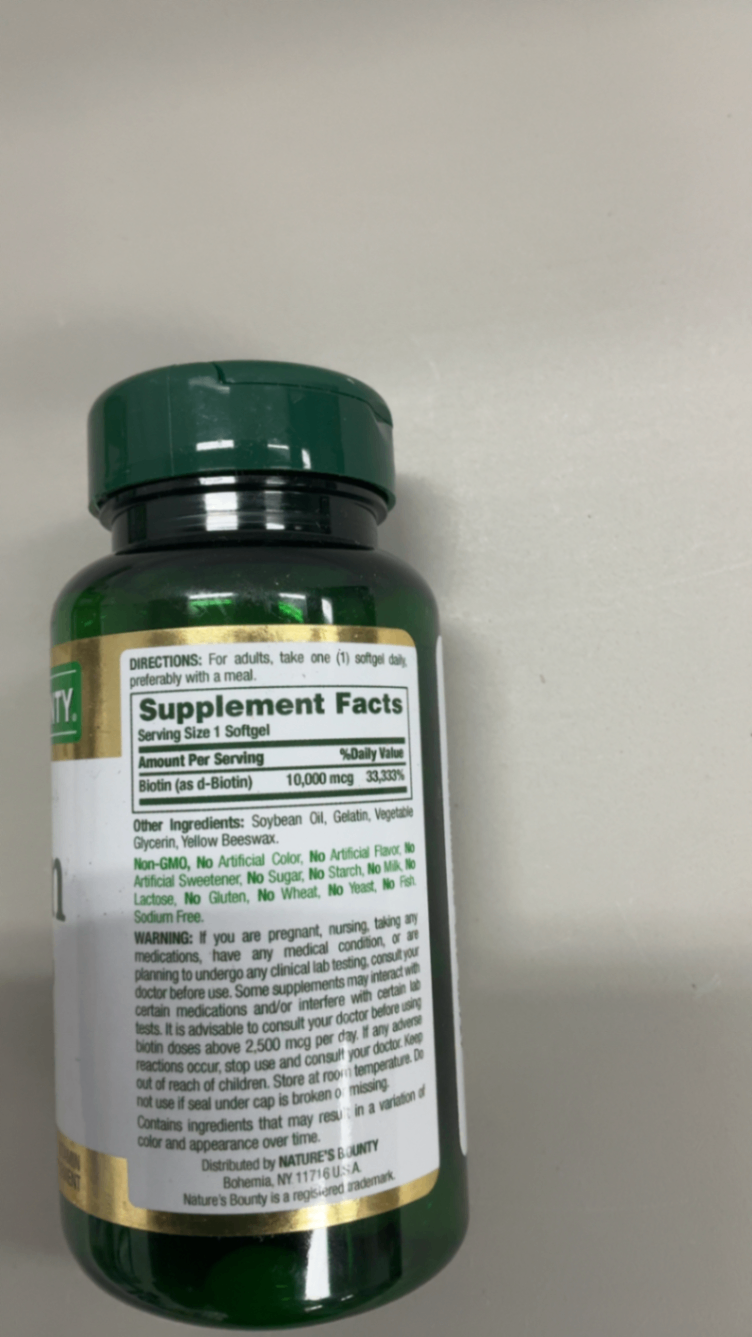 NTY.
n
DIRECTIONS: For adults, take one (1) softgel daily,
preferably with a meal.
Supplement Facts
Serving Size 1 Softgel
Amount Per Serving %Daily Value
Biotin (as d-Biotin) 10,000 mcg 33,333%
Other Ingredients: Soybean Oil, Gelatin, Vegetable
Glycerin, Yellow Beeswax.
Non-GMO, No Artificial Color, No Artificial Flavor, No
Artificial Sweetener, No Sugar, No Starch, No Milk, No
Lactose, No Gluten, No Wheat, No Yeast, No Fish.
Sodium Free.
WARNING: If you are pregnant, nursing, taking any
medications, have any medical condition, or are
planning to undergo any clinical lab testing, consult your
doctor before use. Some supplements may interact with
certain medications and/or interfere with certain lab
tests. It is advisable to consult your doctor before using
biotin doses above 2,500 mcg per day. If any adverse
reactions occur, stop use and consult your doctor. Keep
out of reach of children. Store at room temperature. Do
not use if seal under cap is broken or missing.
Contains ingredients that may result in a variation of
color and appearance over time.
Distributed by NATURE'S BOUNTY
Bohemia, NY 11716 U.S.A.
Nature's Bounty is a registered trademark.